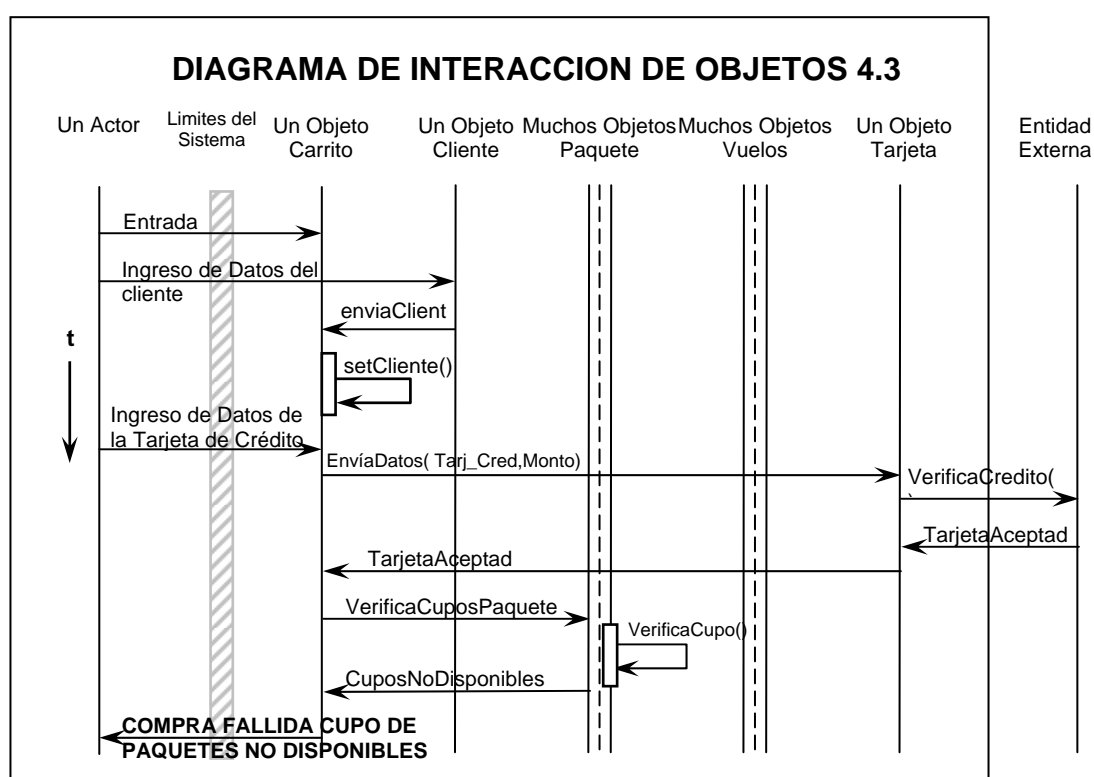 DIAGRAMA DE INTERACCION DE OBJETOS 4.3
Un Actor
Limites del
Sistema
Un Objeto
Carrito
Un Objeto
Cliente
Muchos Objetos
Paquete
Muchos Objetos
Vuelos
Un Objeto
Tarjeta
Entidad
Externa
Entrada
Ingreso de Datos del
cliente
enviaClient
t
setCliente()
Ingreso de Datos de
la Tarjeta de Crédito
EnvíaDatos( Tarj_Cred,Monto)
VerificaCredito(
TarjetaAceptad
TarjetaAceptad
VerificaCuposPaquete
VerificaCupo()
CuposNoDisponibles
COMPRA FALLIDA CUPO DE
PAQUETES NO DISPONIBLES